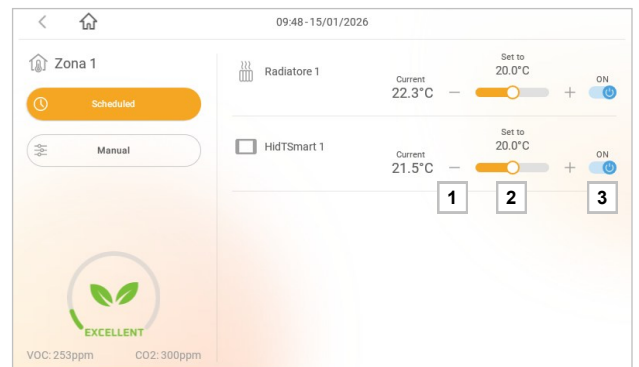 09:48-15/01/2026
Zona 1
Scheduled
Manual
EXCELLENT
VOC: 253ppm CO2: 300ppm
Radiatore 1
Current
22.3°C
Set to
20.0°C
ON
HidTSmart 1
Current
21.5°C
Set to
20.0°C
ON
1 2 3